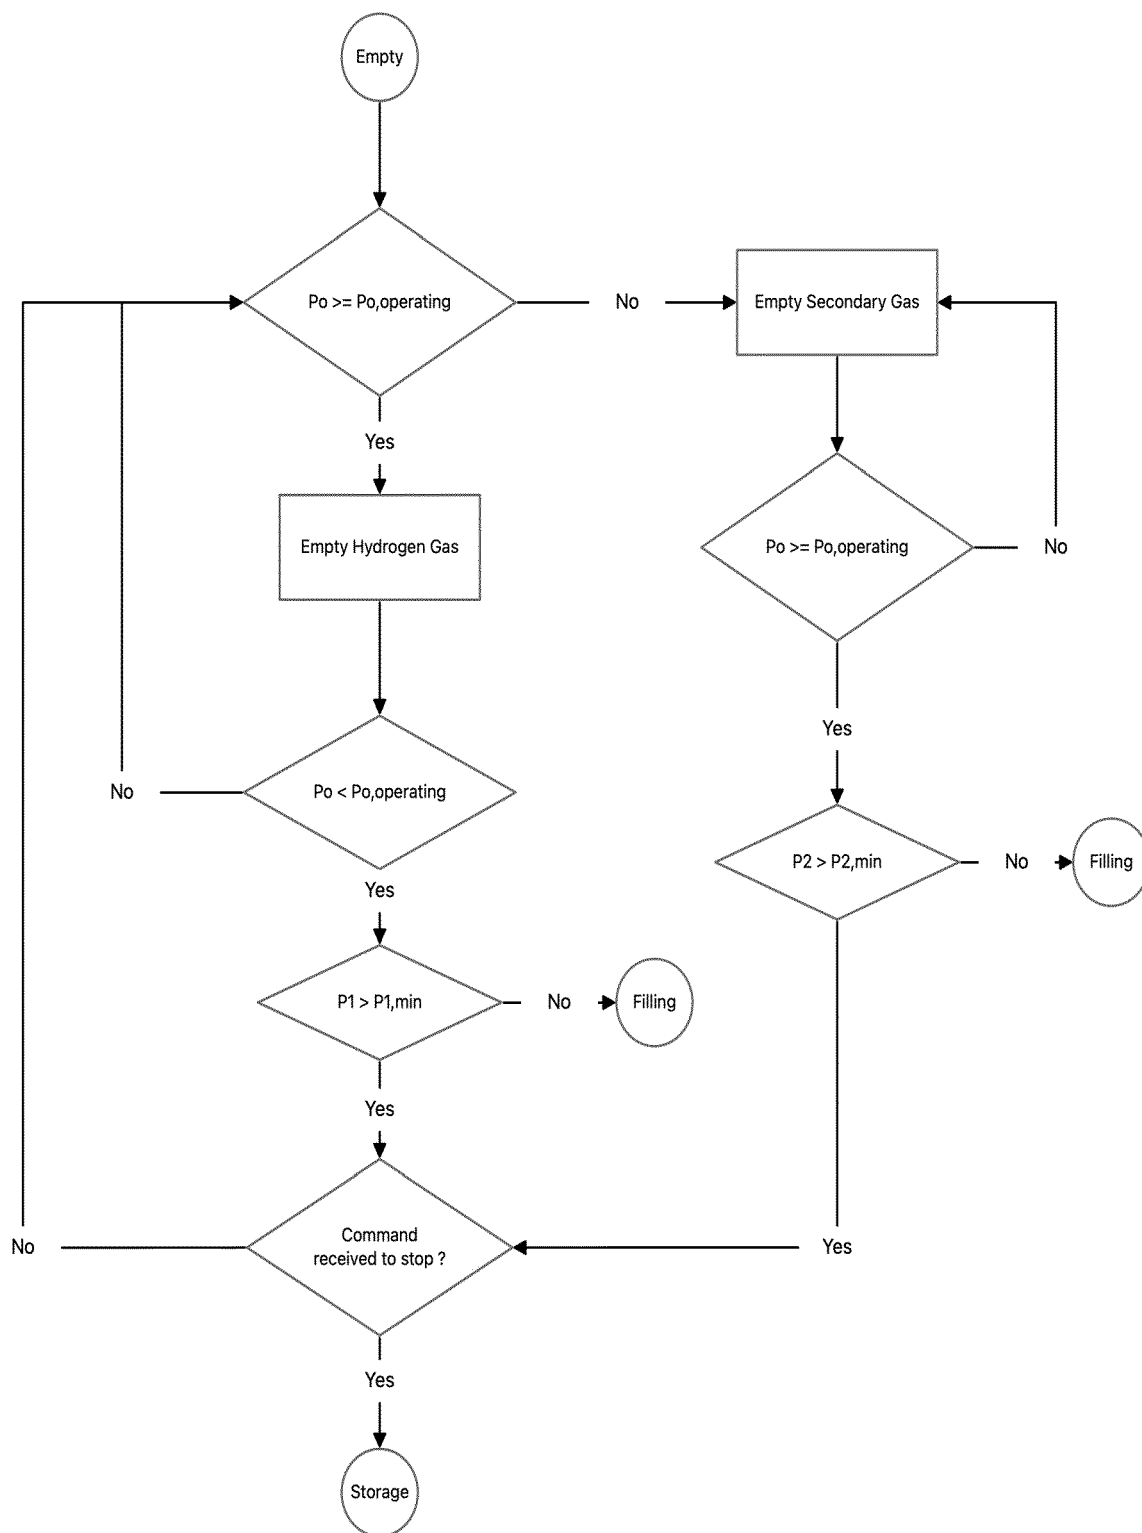 Empty
Po >= Po,operating
No
Empty Secondary Gas
Yes
Empty Hydrogen Gas
Po >= Po,operating
No
Yes
No
Po < Po,operating
Yes
P2 > P2,min
No
Filling
P1 > P1,min
No
Filling
Yes
No
Command
received to stop ?
Yes
Yes
Storage